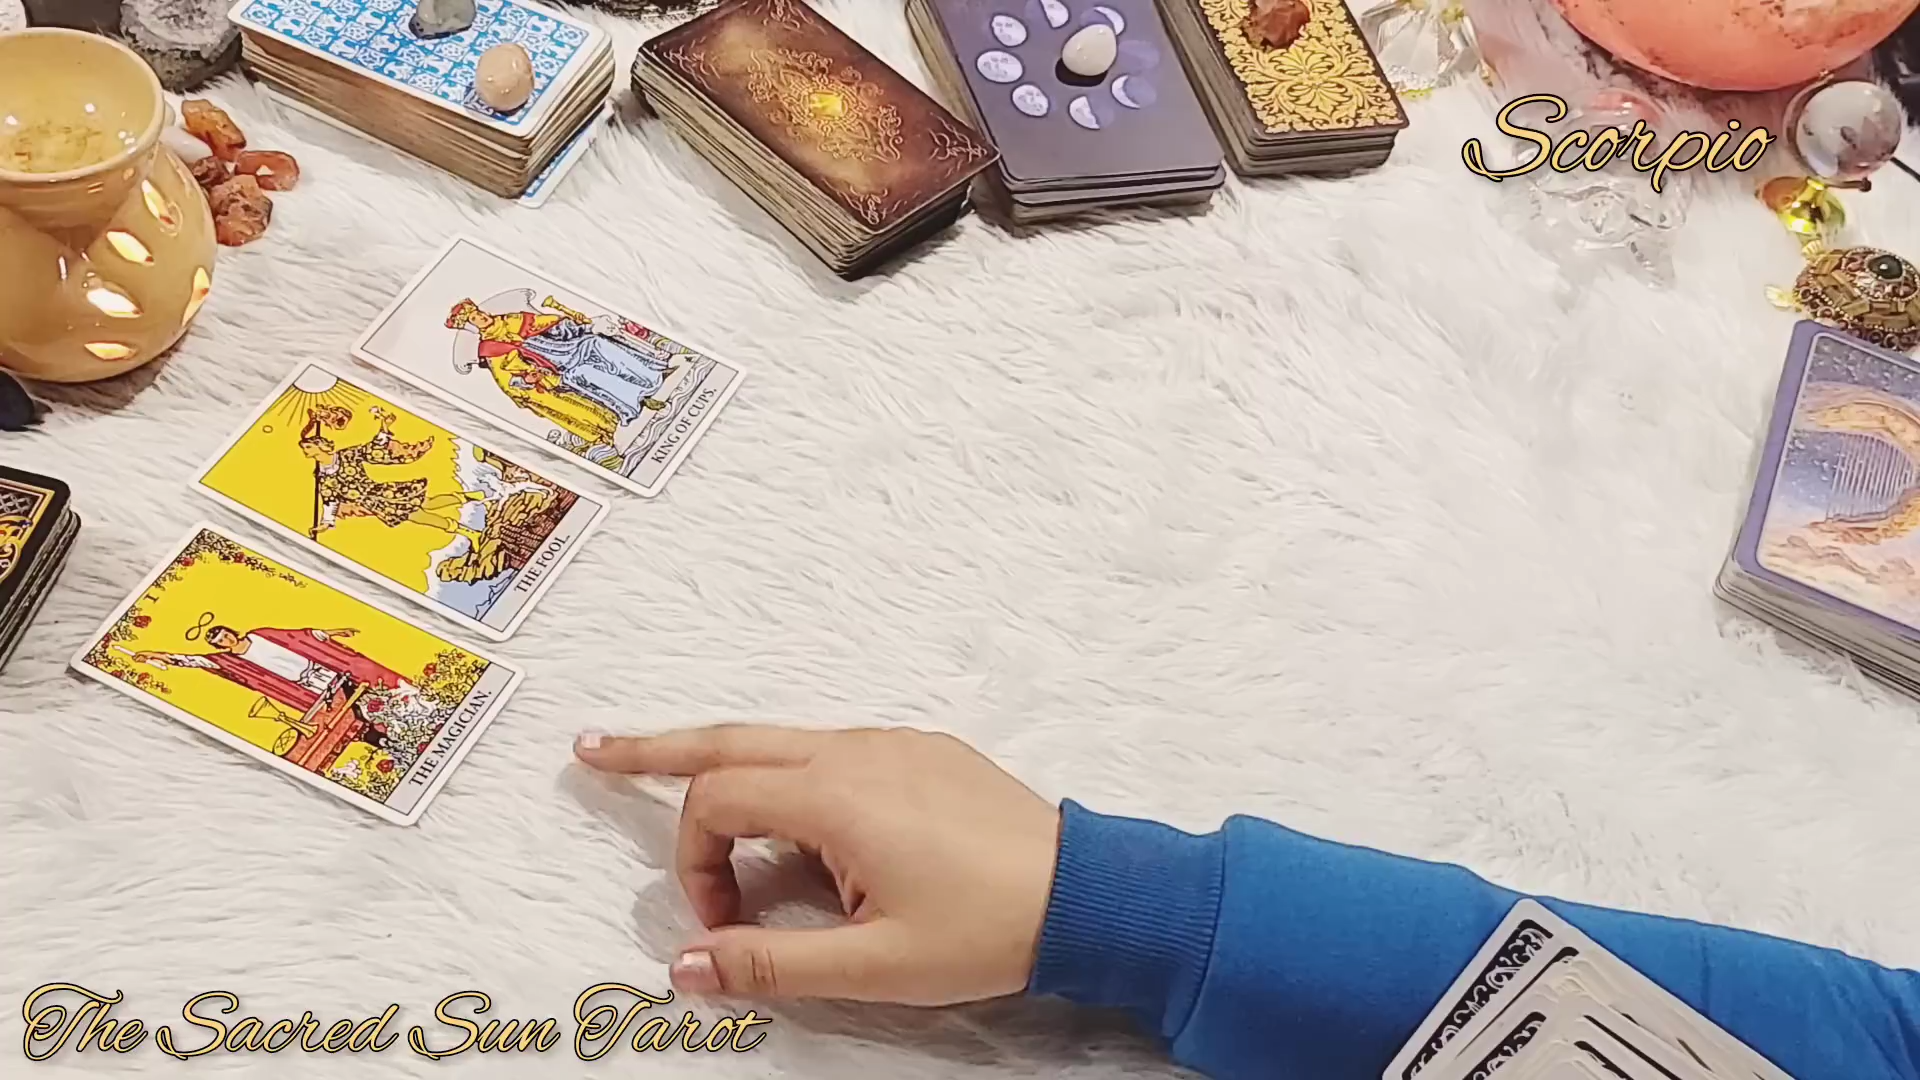 Scorpio
KING OF CUPS.
THE FOOL.
I
THE MAGICIAN.
The Sacred Sun Tarot